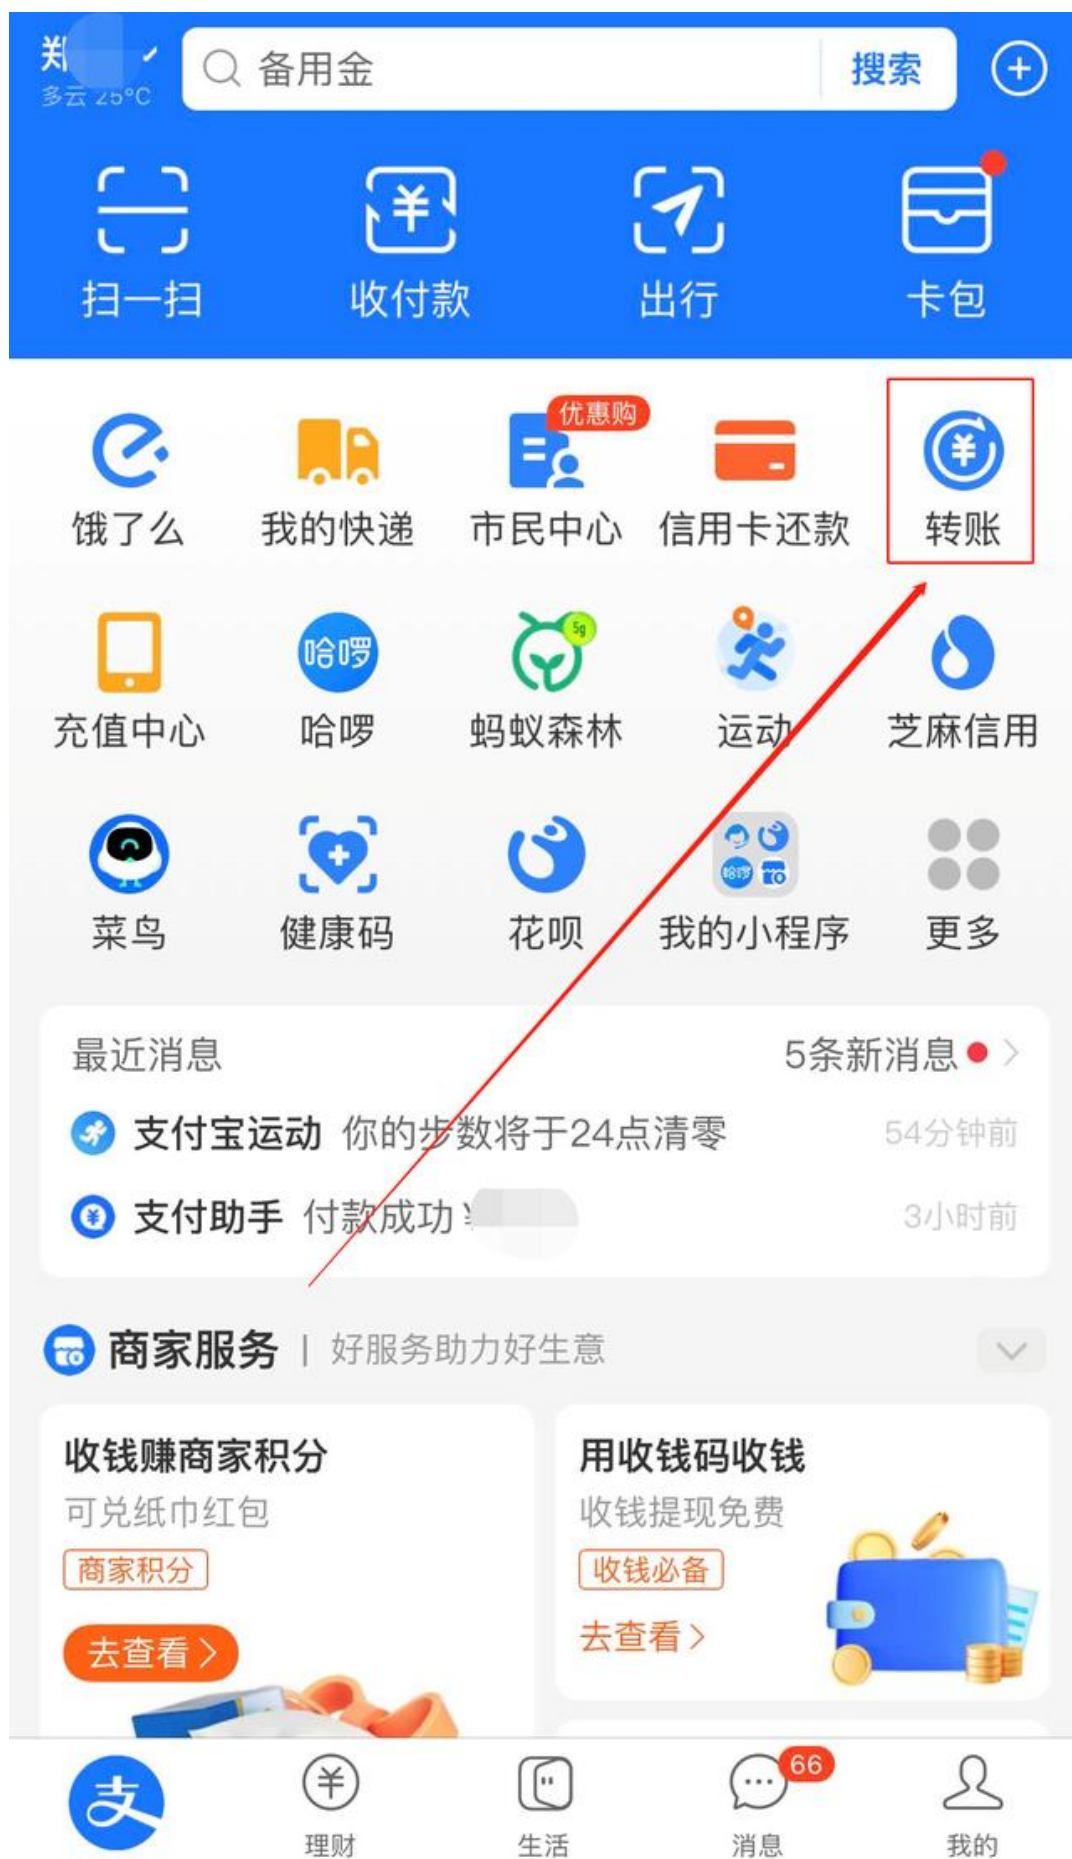 郑
备用金
搜索
多云 25°C
扫一扫
收付款
出行
卡包
优惠购
饿了么
我的快递
市民中心
信用卡还款
转账
哈啰
5g
充值中心
哈啰
蚂蚁森林
运动
芝麻信用
哈啰
菜鸟
健康码
花呗
我的小程序
更多
最近消息
5条新消息
支付宝运动 你的步数将于24点清零
54分钟前
支付助手 付款成功¥
3小时前
商家服务 | 好服务助力好生意
收钱赚商家积分
可兑纸巾红包
商家积分
去查看
用收钱码收钱
收钱提现免费
收钱必备
去查看
支
理财
生活
66
消息
我的